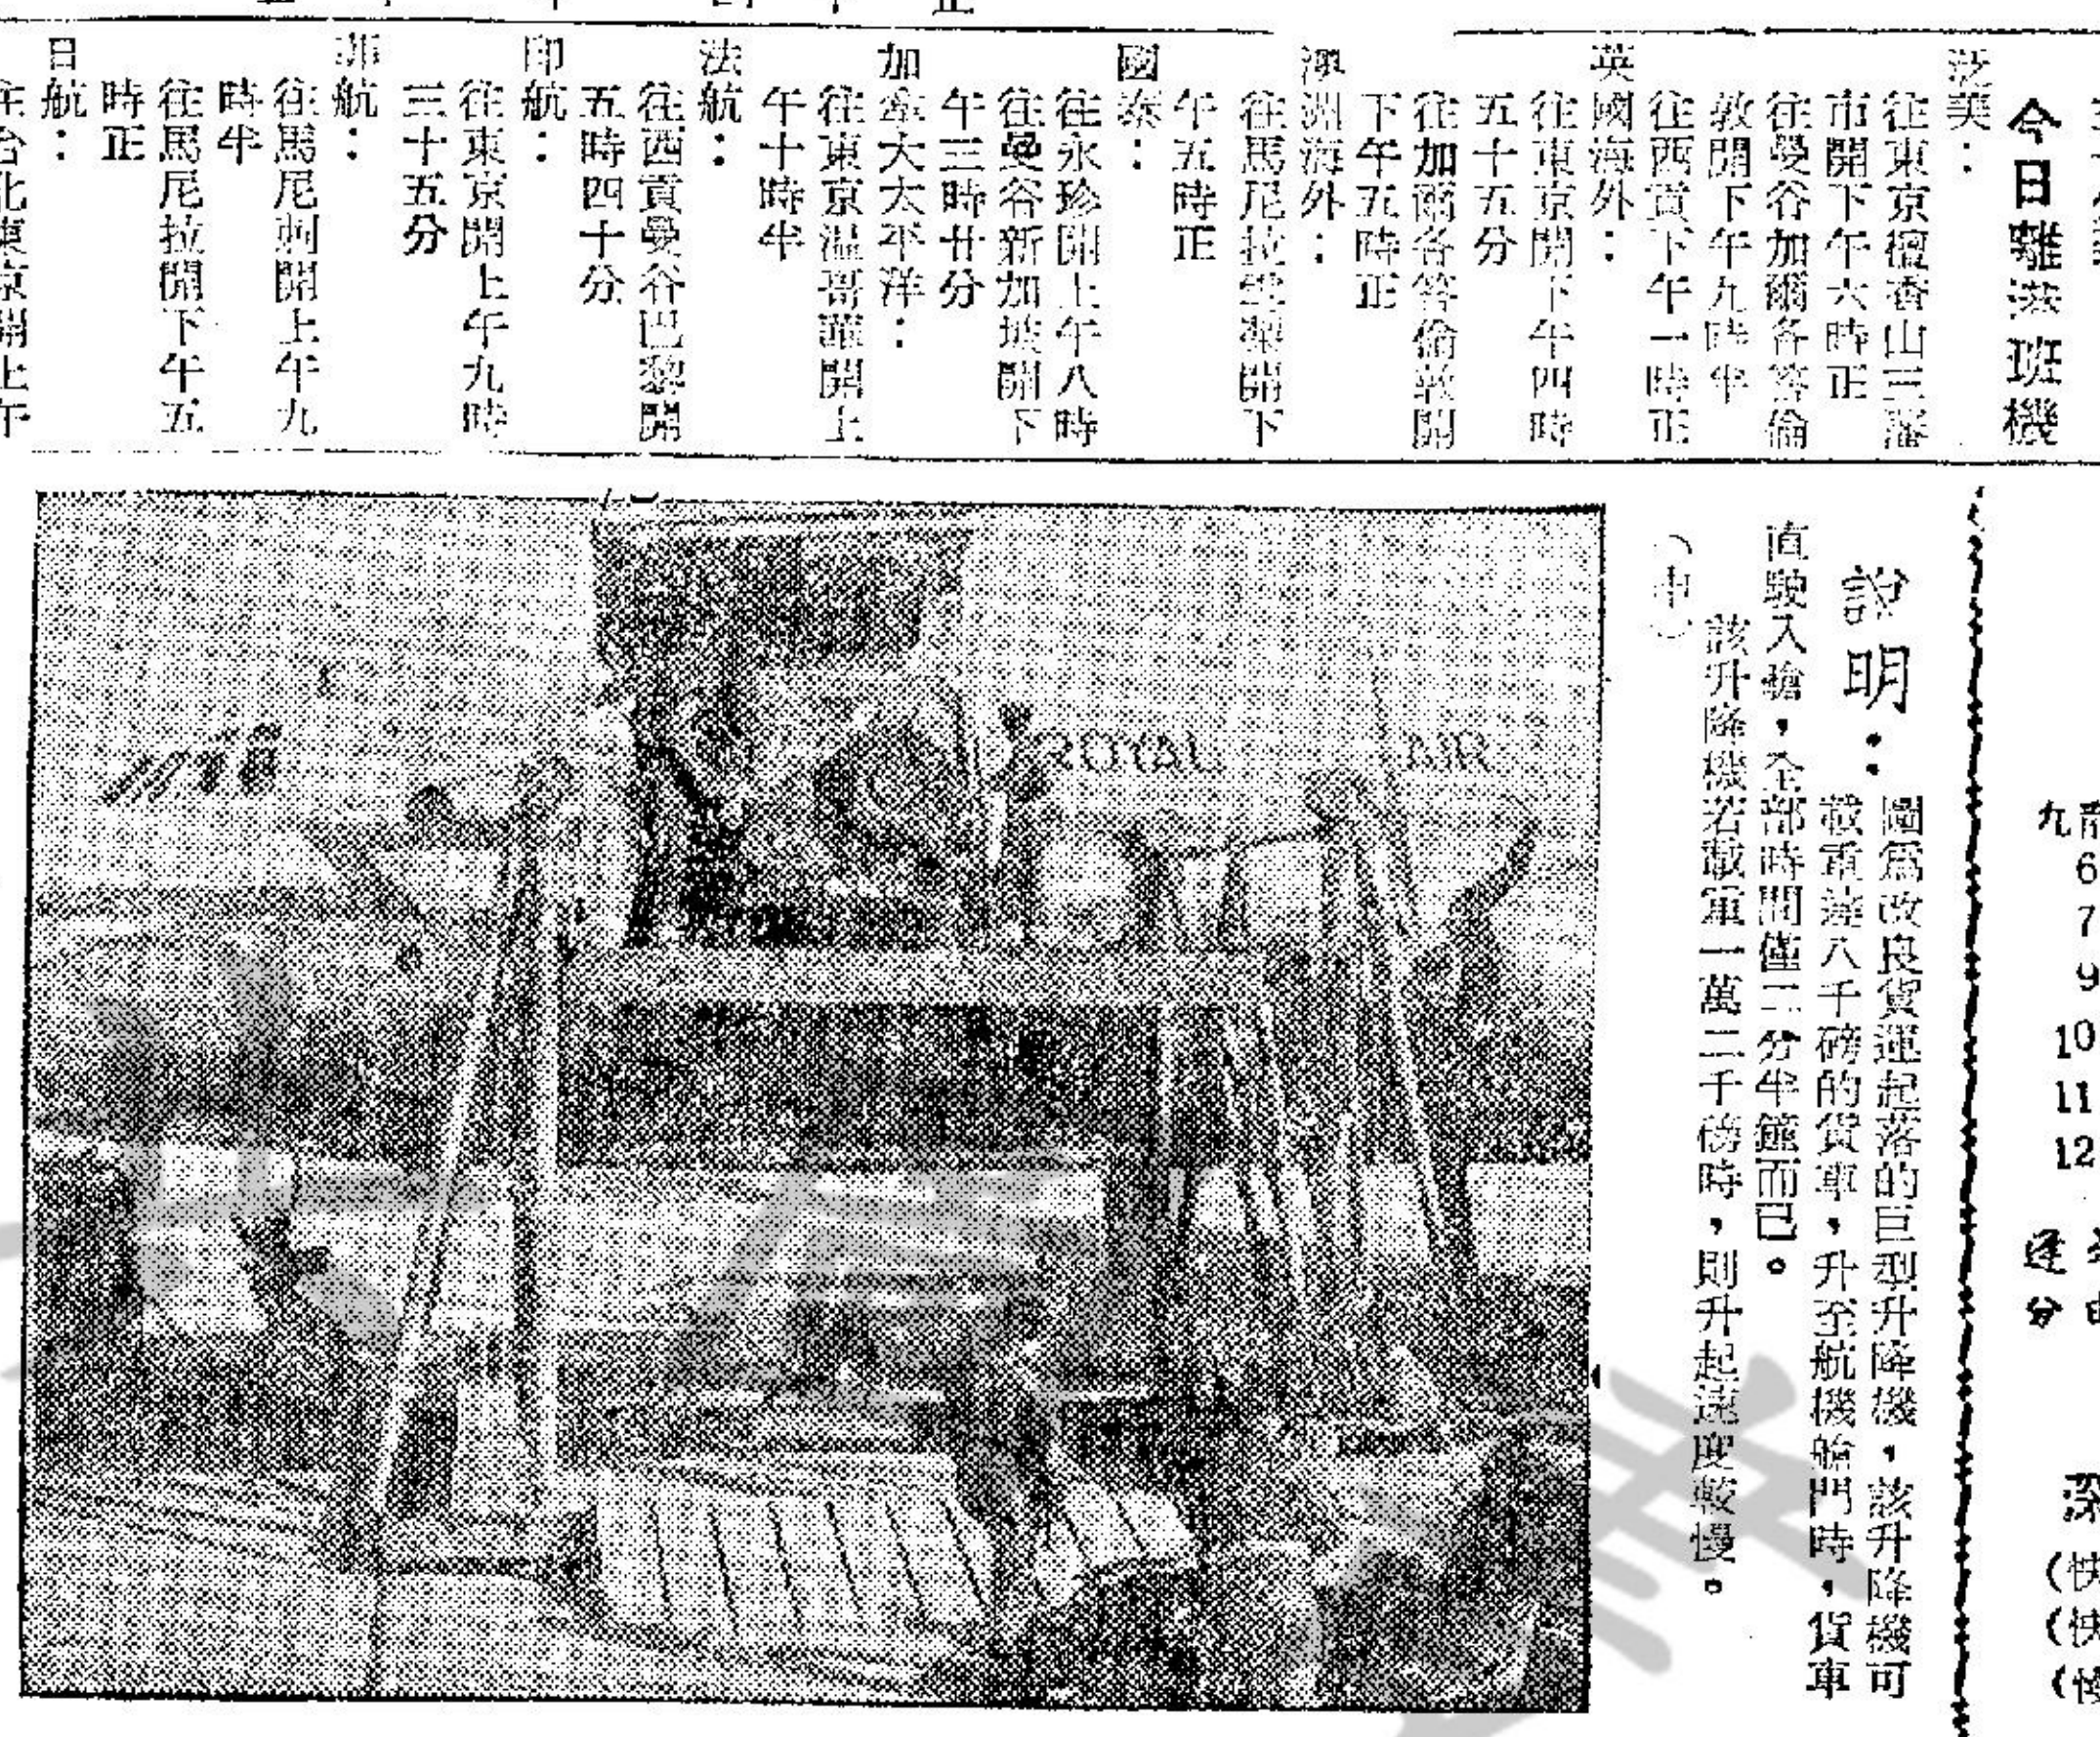 今日離港班機
泛美：
往東京檀香山三藩
市開下午六時正
往曼谷加爾各答倫
敦開下午九時半
往西貢下午一時正
英國海外：
往東京開下午四時
五十五分
往加爾各答倫敦開
下午五時正
澳洲海外：
往馬尼拉雪梨開下
午五時正
國泰：
往永珍開上午八時
往曼谷新加坡開下
午三時廿分
加拿大太平洋：
往東京溫哥華開上
午十時半
法航：
往西貢曼谷巴黎開
五時四十分
印航：
往東京開上午九時
三十五分
菲航：
往馬尼剌開上午九
時半
往馬尼拉開下午五
時正
日航：
往台北東京開上午
說明：
圖爲改良貨運起落的巨型升降機，該升降機可
載重達八千磅的貨車，升至航機艙門時，貨車
直駛入艙，全部時間僅二分半鐘而已。
該升降機若載重一萬二千磅時，則升起速度較慢。
（中）
ROYAL AIR
九龍
6
7
9
10
11
12
逢
分
深